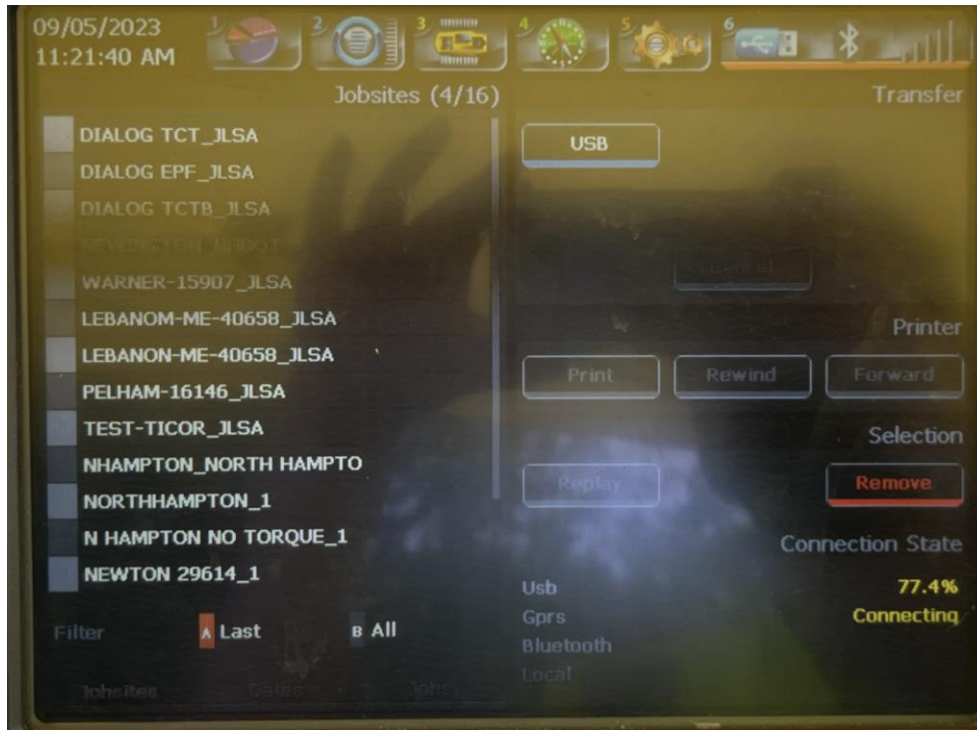 09/05/2023
11:21:40 AM
1 2 3 4 5 6
Jobsites (4/16)
Transfer
DIALOG TCT_JLSA
DIALOG EPF_JLSA
DIALOG TCTB_JLSA
WARNER-15907_JLSA
LEBANOM-ME-40658_JLSA
LEBANON-ME-40658_JLSA
PELHAM-16146_JLSA
TEST-TICOR_JLSA
NHAMPTON_NORTH HAMPTO
NORTHHAMPTON_1
N HAMPTON NO TORQUE_1
NEWTON 29614_1
Filter A Last B All
Jobsites Dates Jobs
USB
Cancel
Printer
Print Rewind Forward
Selection
Replay Remove
Connection State
Usb 77.4%
Gprs Connecting
Bluetooth
Local